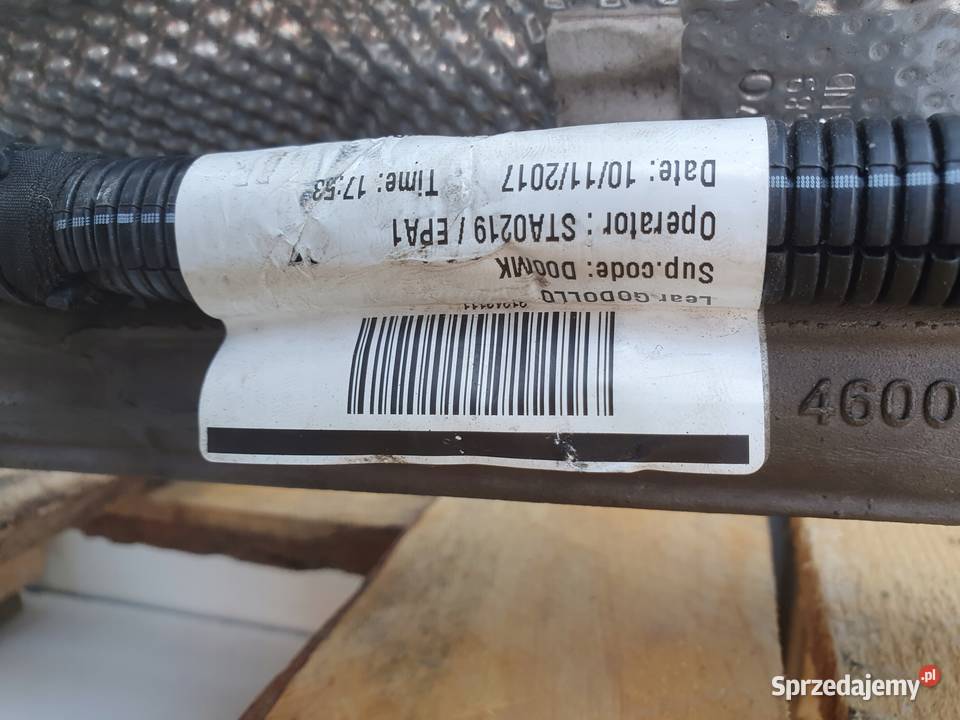 Date: 10/11/2017 Time: 17:53
Operator : STA0219 / EPA1
Sup.code: D00MK
Lear GODOLLO
4600
Sprzedajemy.pl